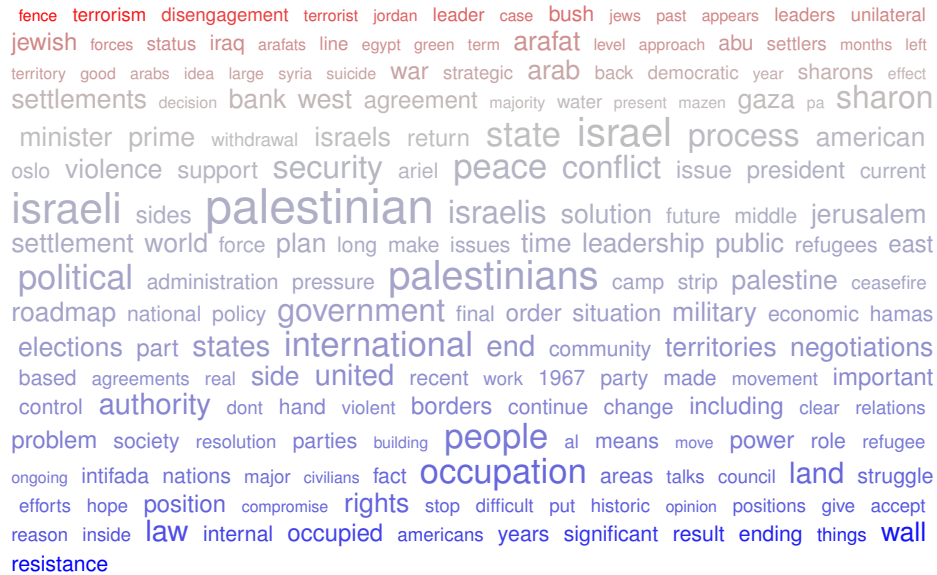 fence terrorism disengagement terrorist jordan leader case bush jews past appears leaders unilateral
jewish forces status iraq arafats line egypt green term arafat level approach abu settlers months left
territory good arabs idea large syria suicide war strategic arab back democratic year sharons effect
settlements decision bank west agreement majority water present mazen gaza pa sharon
minister prime withdrawal israels return state israel process american
oslo violence support security ariel peace conflict issue president current
israeli sides palestinian israelis solution future middle jerusalem
settlement world force plan long make issues time leadership public refugees east
political administration pressure palestinians camp strip palestine ceasefire
roadmap national policy government final order situation military economic hamas
elections part states international end community territories negotiations
based agreements real side united recent work 1967 party made movement important
control authority dont hand violent borders continue change including clear relations
problem society resolution parties building people al means move power role refugee
ongoing intifada nations major civilians fact occupation areas talks council land struggle
efforts hope position compromise rights stop difficult put historic opinion positions give accept
reason inside law internal occupied americans years significant result ending things wall
resistance